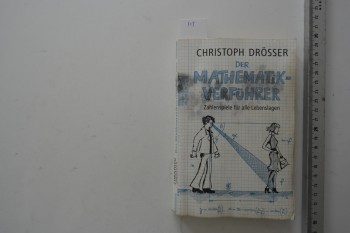 CHRISTOPH DRÖSSER
DER
MATHEMATIK-
VERFÜHRER
Zahlenspiele für alle Lebenslagen